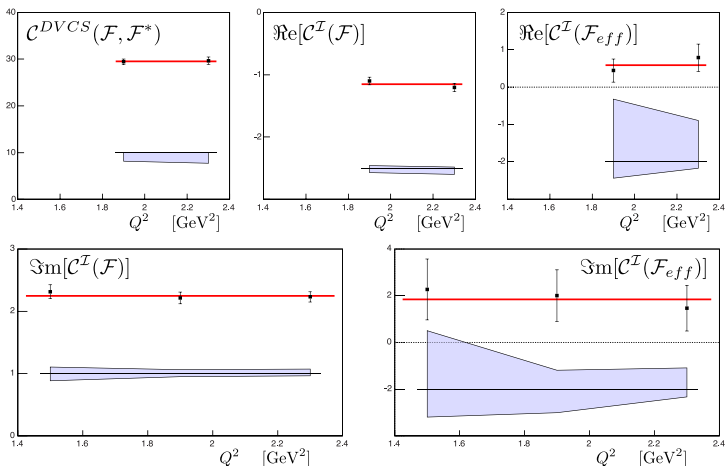 𝒞^{DVCS}(ℱ, ℱ*)
40
30
20
10
0
1.4 1.6 1.8 2 2.2 2.4
Q² [GeV²]
ℜe[𝒞^ℐ(ℱ)]
0
-1
-2
1.4 1.6 1.8 2 2.2 2.4
Q² [GeV²]
ℜe[𝒞^ℐ(ℱ_{eff})]
2
1
0
-1
-2
1.4 1.6 1.8 2 2.2 2.4
Q² [GeV²]
ℑm[𝒞^ℐ(ℱ)]
3
2
1
0
1.4 1.6 1.8 2 2.2 2.4
Q² [GeV²]
ℑm[𝒞^ℐ(ℱ_{eff})]
4
2
0
-2
1.4 1.6 1.8 2 2.2 2.4
Q² [GeV²]